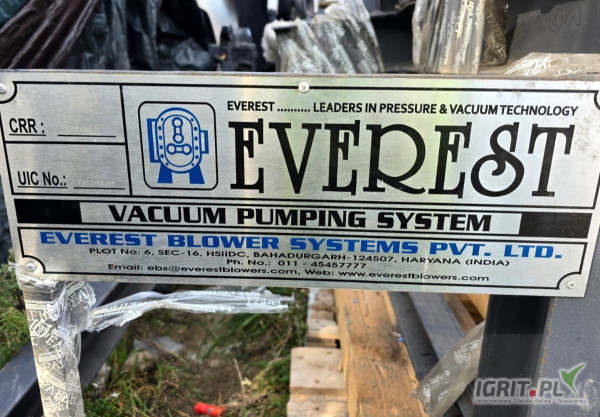 EVEREST .......... LEADERS IN PRESSURE & VACUUM TECHNOLOGY
CRR :
EVEREST
UIC No.:
VACUUM PUMPING SYSTEM
EVEREST BLOWER SYSTEMS PVT. LTD.
PLOT No: 6, SEC-16, HSIIDC, BAHADURGARH-124507, HARYANA (INDIA)
Ph. No.: 011 - 45457777
Email: ebs@everestblowers.com, Web: www.everestblowers.com
IGRIT.PL